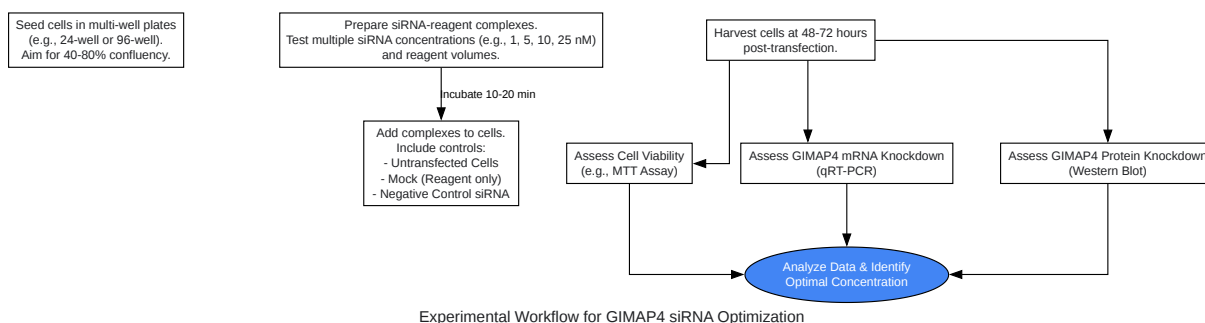 Seed cells in multi-well plates
(e.g., 24-well or 96-well).
Aim for 40-80% confluency.
Prepare siRNA-reagent complexes.
Test multiple siRNA concentrations (e.g., 1, 5, 10, 25 nM)
and reagent volumes.
Incubate 10-20 min
Add complexes to cells.
Include controls:
- Untransfected Cells
- Mock (Reagent only)
- Negative Control siRNA
Harvest cells at 48-72 hours
post-transfection.
Assess Cell Viability
(e.g., MTT Assay)
Assess GIMAP4 mRNA Knockdown
(qRT-PCR)
Assess GIMAP4 Protein Knockdown
(Western Blot)
Analyze Data & Identify
Optimal Concentration
Experimental Workflow for GIMAP4 siRNA Optimization